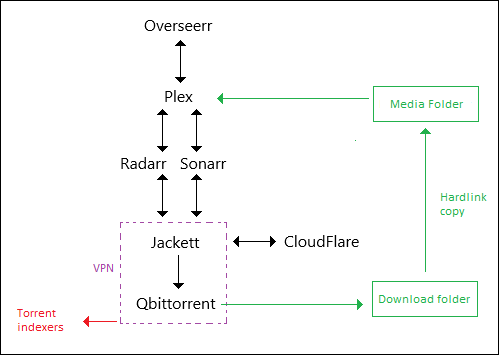 Overseerr
Plex
Media Folder
Radarr
Sonarr
Hardlink
copy
Jackett
CloudFlare
VPN
Qbittorrent
Download folder
Torrent
indexers